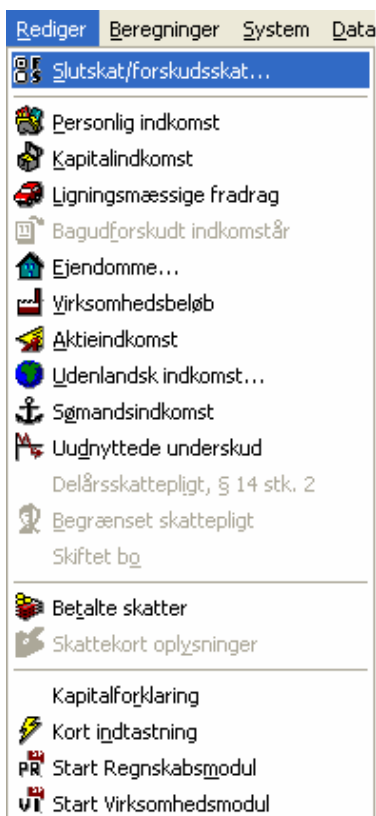 Rediger Beregninger System Data
Slutskat/forskudsskat...
Personlig indkomst
Kapitalindkomst
Ligningsmæssige fradrag
Bagudforskudt indkomstår
Ejendomme...
Virksomhedsbeløb
Aktieindkomst
Udenlandsk indkomst...
Sømandsindkomst
Uudnyttede underskud
Delårsskattepligt, § 14 stk. 2
Begrænset skattepligt
Skiftet bo
Betalte skatter
Skattekort oplysninger
Kapitalforklaring
Kort indtastning
PR Start Regnskabsmodul
VI Start Virksomhedsmodul